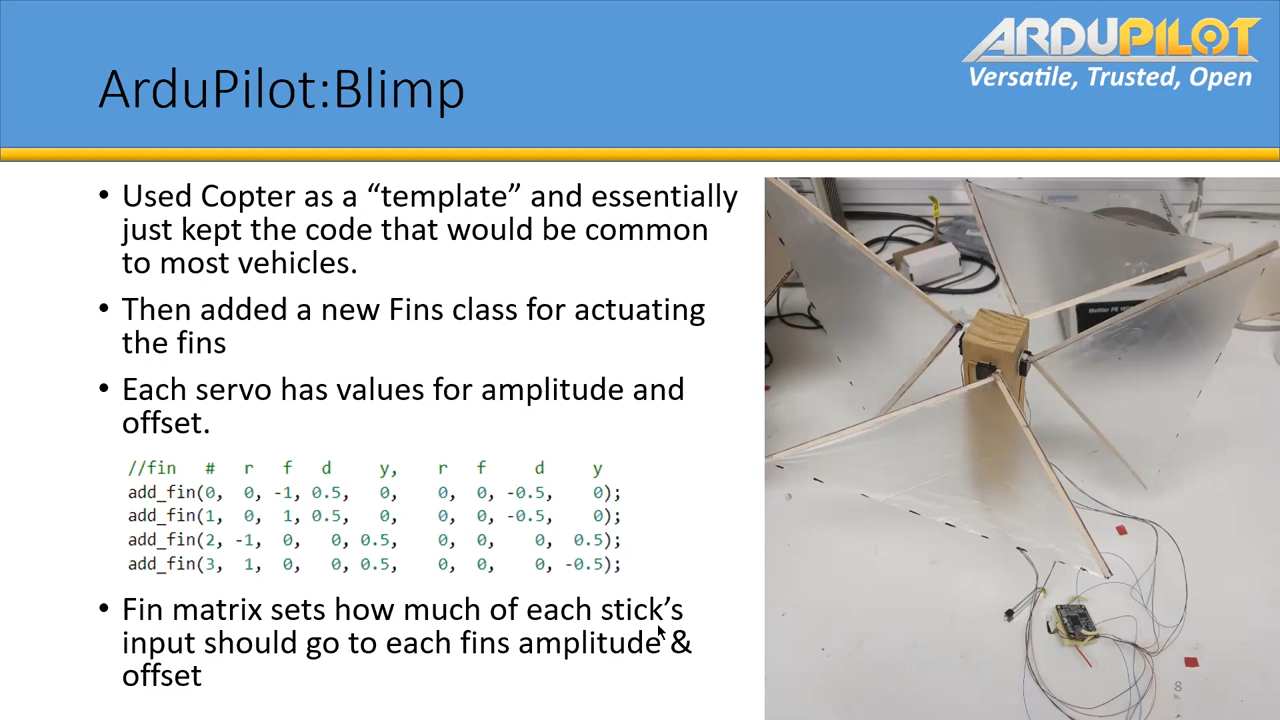 ArduPilot:Blimp
ARDUPILOT
Versatile, Trusted, Open
• Used Copter as a “template” and essentially
just kept the code that would be common
to most vehicles.
• Then added a new Fins class for actuating
the fins
• Each servo has values for amplitude and
offset.
//fin # r f d y, r f d y
add_fin(0, 0, -1, 0.5, 0, 0, 0, -0.5, 0);
add_fin(1, 0, 1, 0.5, 0, 0, 0, -0.5, 0);
add_fin(2, -1, 0, 0, 0.5, 0, 0, 0, 0.5);
add_fin(3, 1, 0, 0, 0.5, 0, 0, 0, -0.5);
• Fin matrix sets how much of each stick’s
input should go to each fins amplitude & 
offset
8